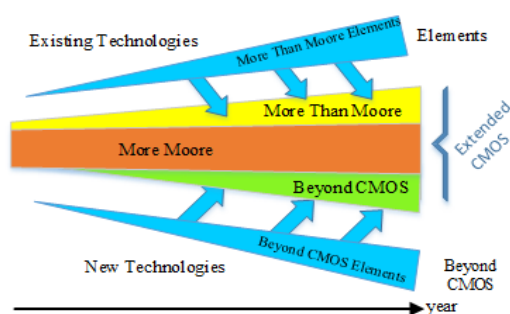 Existing Technologies
More Than Moore Elements
Elements
More Than Moore
More Moore
Extended
CMOS
Beyond CMOS
Beyond CMOS Elements
New Technologies
Beyond
CMOS
year